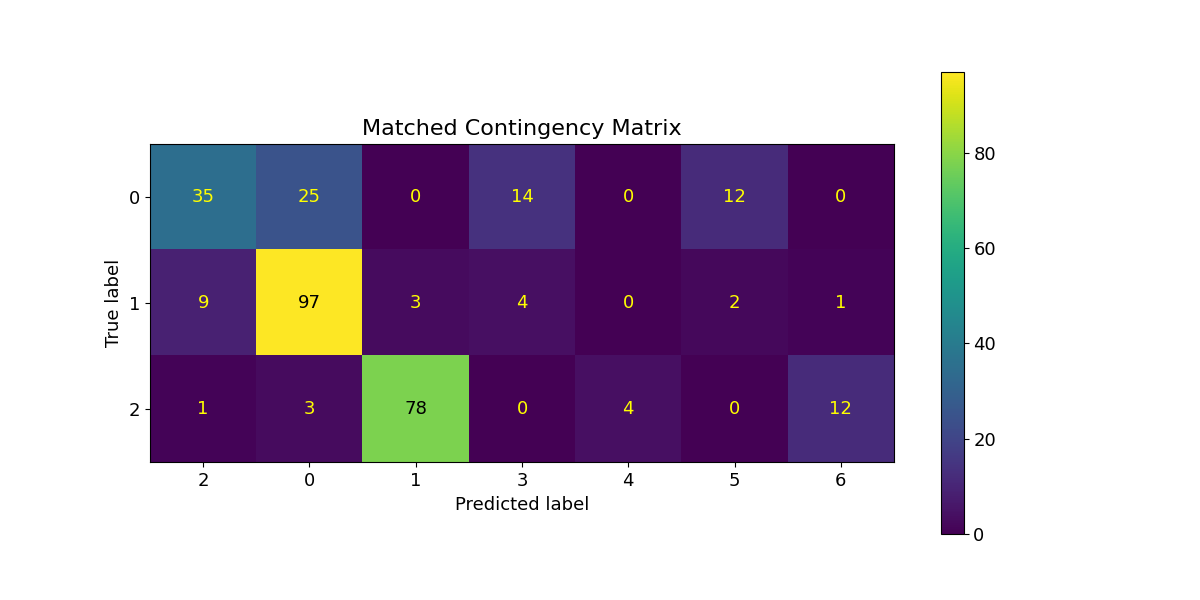 Matched Contingency Matrix
80
60
40
20
0
True label
0 35 25 0 14 0 12 0
1 9 97 3 4 0 2 1
2 1 3 78 0 4 0 12
2 0 1 3 4 5 6
Predicted label